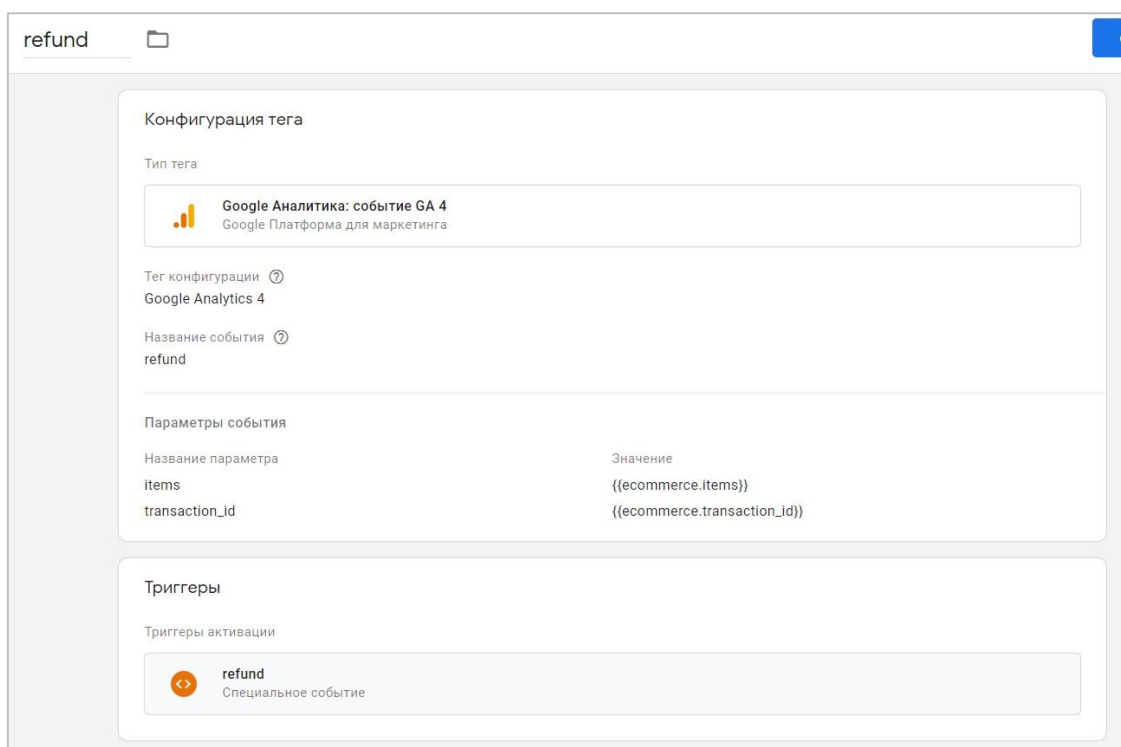 refund
Конфигурация тега
Тип тега
Google Аналитика: событие GA 4
Google Платформа для маркетинга
Тег конфигурации
Google Analytics 4
Название события
refund
Параметры события
Название параметра Значение
items {{ecommerce.items}}
transaction_id {{ecommerce.transaction_id}}
Триггеры
Триггеры активации
refund
Специальное событие